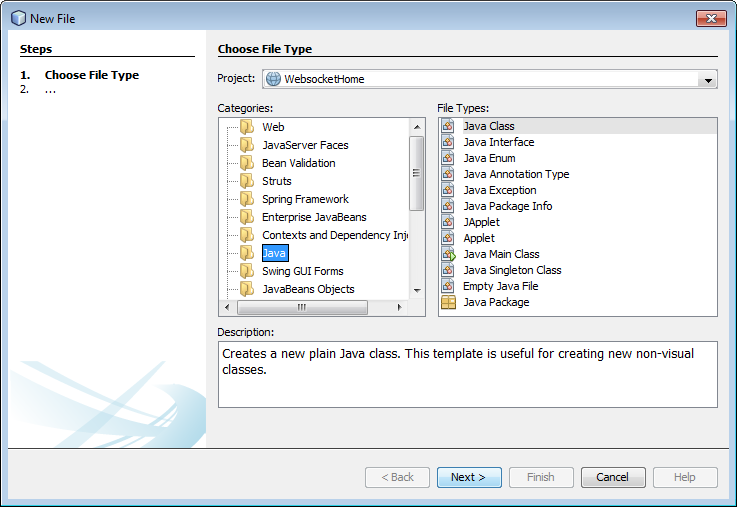 New File
Steps
1. Choose File Type
2. ...
Choose File Type
Project: WebsocketHome
Categories:
Web
JavaServer Faces
Bean Validation
Struts
Spring Framework
Enterprise JavaBeans
Contexts and Dependency Inje
Java
Swing GUI Forms
JavaBeans Objects
File Types:
Java Class
Java Interface
Java Enum
Java Annotation Type
Java Exception
Java Package Info
JApplet
Applet
Java Main Class
Java Singleton Class
Empty Java File
Java Package
Description:
Creates a new plain Java class. This template is useful for creating new non-visual
classes.
< Back
Next >
Finish
Cancel
Help